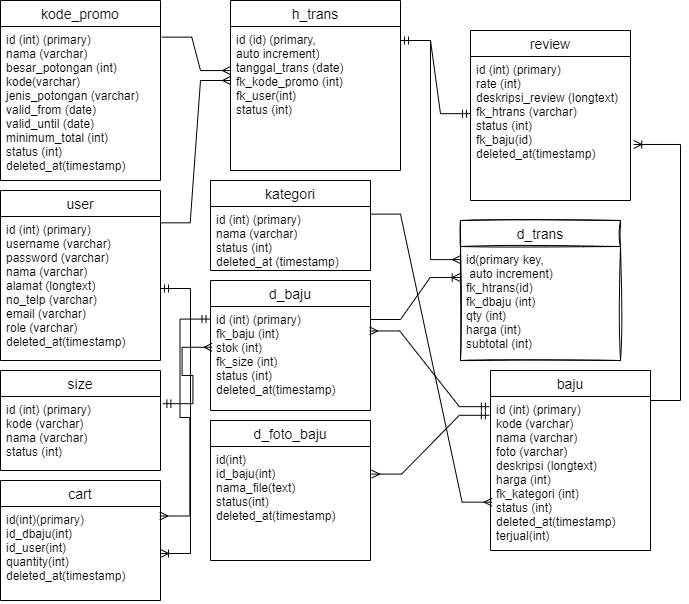 kode_promo
id (int) (primary)
nama (varchar)
besar_potongan (int)
kode(varchar)
jenis_potongan (varchar)
valid_from (date)
valid_until (date)
minimum_total (int)
status (int)
deleted_at(timestamp)
h_trans
id (id) (primary,
auto increment)
tanggal_trans (date)
fk_kode_promo (int)
fk_user(int)
status (int)
review
id (int) (primary)
rate (int)
deskripsi_review (longtext)
fk_htrans (varchar)
status (int)
fk_baju(id)
deleted_at(timestamp)
user
id (int) (primary)
username (varchar)
password (varchar)
nama (varchar)
alamat (longtext)
no_telp (varchar)
email (varchar)
role (varchar)
deleted_at(timestamp)
kategori
id (int) (primary)
nama (varchar)
status (int)
deleted_at (timestamp)
d_trans
id(primary key,
auto increment)
fk_htrans(id)
fk_dbaju (int)
qty (int)
harga (int)
subtotal (int)
d_baju
id (int) (primary)
fk_baju (int)
stok (int)
fk_size (int)
status (int)
deleted_at(timestamp)
size
id (int) (primary)
kode (varchar)
nama (varchar)
status (int)
baju
id (int) (primary)
kode (varchar)
nama (varchar)
foto (varchar)
deskripsi (longtext)
harga (int)
fk_kategori (int)
status (int)
deleted_at(timestamp)
terjual(int)
d_foto_baju
id(int)
id_baju(int)
nama_file(text)
status(int)
deleted_at(timestamp)
cart
id(int)(primary)
id_dbaju(int)
id_user(int)
quantity(int)
deleted_at(timestamp)